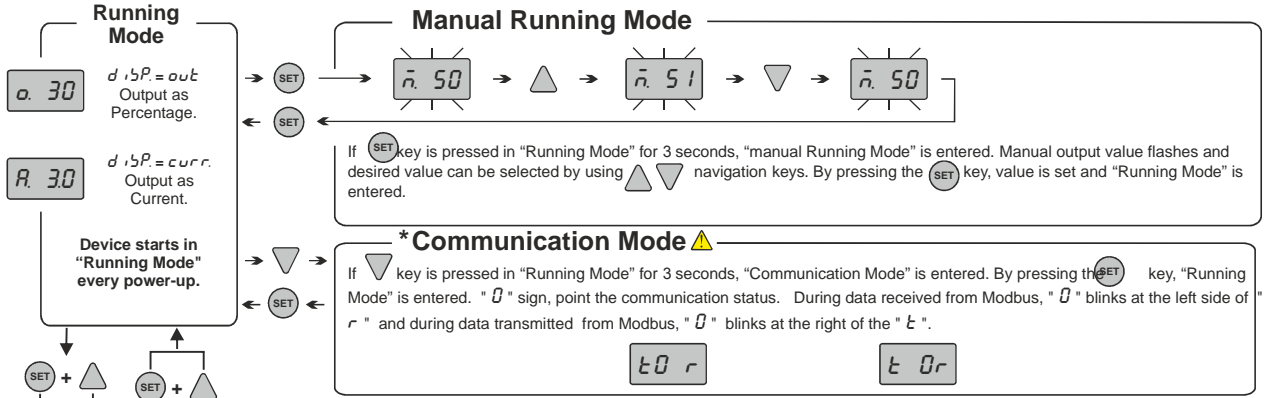 Running
Mode
o. 30
d iSP. = out
Output as
Percentage.
A. 3.0
d iSP. = curr.
Output as
Current.
Device starts in
“Running Mode”
every power-up.
SET
SET
SET + SET +
Manual Running Mode
SET
n̄. 50 n̄. 51 n̄. 50
SET
If SET key is pressed in “Running Mode” for 3 seconds, “manual Running Mode” is entered. Manual output value flashes and
desired value can be selected by using navigation keys. By pressing the SET key, value is set and “Running Mode” is
entered.
*Communication Mode
If key is pressed in “Running Mode” for 3 seconds, “Communication Mode” is entered. By pressing the SET key, “Running
Mode” is entered. " 0 " sign, point the communication status. During data received from Modbus, " 0 " blinks at the left side of "
r " and during data transmitted from Modbus, " 0 " blinks at the right of the " t ".
t0 r t 0r